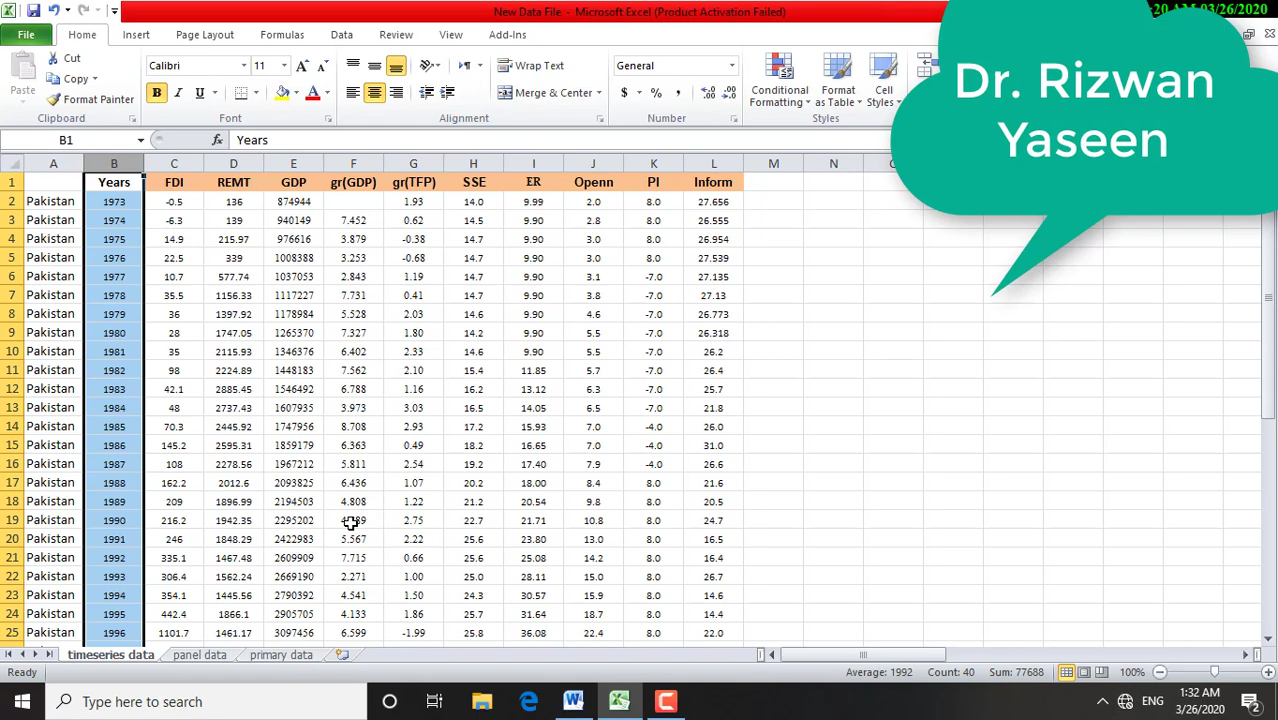 New Data File - Microsoft Excel (Product Activation Failed)
:20 AM 03/26/2020
File Home Insert Page Layout Formulas Data Review View Add-Ins
Dr. Rizwan
Yaseen
Paste
Cut
Copy
Format Painter
Clipboard
Calibri 11
B I U A A A
Font
Wrap Text
Merge & Center
Alignment
General
$ % , .00 .0
Number
Conditional Formatting
Format as Table
Cell Styles
Styles
B1 fx Years
A B C D E F G H I J K L M N
1 Years FDI REMT GDP gr(GDP) gr(TFP) SSE ER Openn PI Inform
2 Pakistan 1973 -0.5 136 874944 1.93 14.0 9.99 2.0 8.0 27.656
3 Pakistan 1974 -6.3 139 940149 7.452 0.62 14.5 9.90 2.8 8.0 26.555
4 Pakistan 1975 14.9 215.97 976616 3.879 -0.38 14.7 9.90 3.0 8.0 26.954
5 Pakistan 1976 22.5 339 1008388 3.253 -0.68 14.7 9.90 3.0 8.0 27.539
6 Pakistan 1977 10.7 577.74 1037053 2.843 1.19 14.7 9.90 3.1 -7.0 27.135
7 Pakistan 1978 35.5 1156.33 1117227 7.731 0.41 14.7 9.90 3.8 -7.0 27.13
8 Pakistan 1979 36 1397.92 1178984 5.528 2.03 14.6 9.90 4.6 -7.0 26.773
9 Pakistan 1980 28 1747.05 1265370 7.327 1.80 14.2 9.90 5.5 -7.0 26.318
10 Pakistan 1981 35 2115.93 1346376 6.402 2.33 14.6 9.90 5.5 -7.0 26.2
11 Pakistan 1982 98 2224.89 1448183 7.562 2.10 15.4 11.85 5.7 -7.0 26.4
12 Pakistan 1983 42.1 2885.45 1546492 6.788 1.16 16.2 13.12 6.3 -7.0 25.7
13 Pakistan 1984 48 2737.43 1607935 3.973 3.03 16.5 14.05 6.5 -7.0 21.8
14 Pakistan 1985 70.3 2445.92 1747956 8.708 2.93 17.2 15.93 7.0 -4.0 26.6
15 Pakistan 1986 145.2 2595.31 1859179 6.363 0.49 18.2 16.65 7.0 -4.0 31.0
16 Pakistan 1987 108 2278.56 1967212 5.811 2.54 19.2 17.40 7.9 -4.0 26.6
17 Pakistan 1988 162.2 2012.6 2093825 6.436 1.07 20.2 18.00 8.4 8.0 21.6
18 Pakistan 1989 209 1896.99 2194503 4.808 1.22 21.2 20.54 9.8 8.0 20.5
19 Pakistan 1990 216.2 1942.35 2295202 2.75 22.7 21.71 10.8 8.0 24.7
20 Pakistan 1991 246 1848.29 2422983 5.567 2.22 25.6 23.80 13.0 8.0 16.5
21 Pakistan 1992 335.1 1467.48 2609909 7.715 0.66 25.6 25.08 14.2 8.0 16.4
22 Pakistan 1993 306.4 1562.24 2669190 2.271 1.00 25.0 28.11 15.0 8.0 26.7
23 Pakistan 1994 354.1 1445.56 2790392 4.541 1.50 24.3 30.57 15.9 8.0 14.6
24 Pakistan 1995 442.4 1866.1 2905705 4.133 1.86 25.7 31.64 18.7 8.0 14.4
25 Pakistan 1996 1101.7 1461.17 3097456 6.599 -1.99 25.8 36.08 22.4 8.0 22.0
timeseries data panel data primary data
Ready Average: 1992 Count: 40 Sum: 77688 100%
Type here to search
ENG
1:32 AM
3/26/2020
2